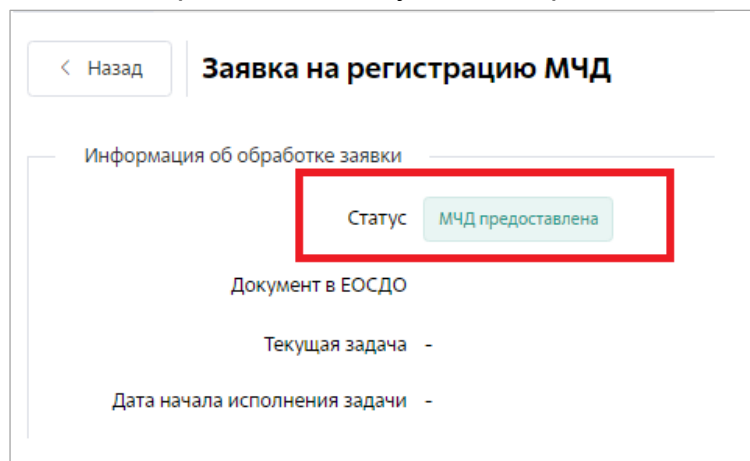 Назад
Заявка на регистрацию МЧД
Информация об обработке заявки
Статус МЧД предоставлена
Документ в ЕОСДО
Текущая задача -
Дата начала исполнения задачи -